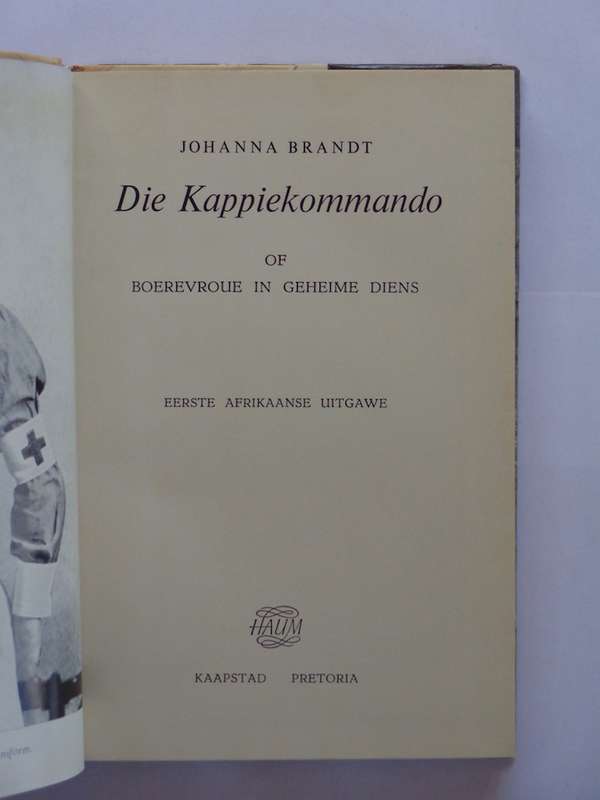 JOHANNA BRANDT
Die Kappiekommando
OF
BOEREVROUE IN GEHEIME DIENS
EERSTE AFRIKAANSE UITGAWE
HAUM
KAAPSTAD PRETORIA